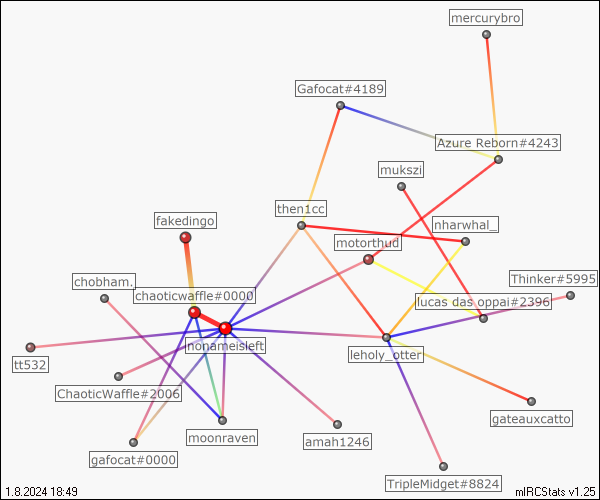 mercurybro
Gafocat#4189
Azure Reborn#4243
mukszi
then1cc
fakedingo
nharwhal_
motorthud
chobham.
Thinker#5995
chaoticwaffle#0000
lucas.das.oppai#2396
nonameisleft
leholy_otter
tt532
ChaoticWaffle#2006
gateauxcatto
moonraven
amah1246
gafocat#0000
TripleMidget#8824
1.8.2024 18:49
mIRCStats v1.25